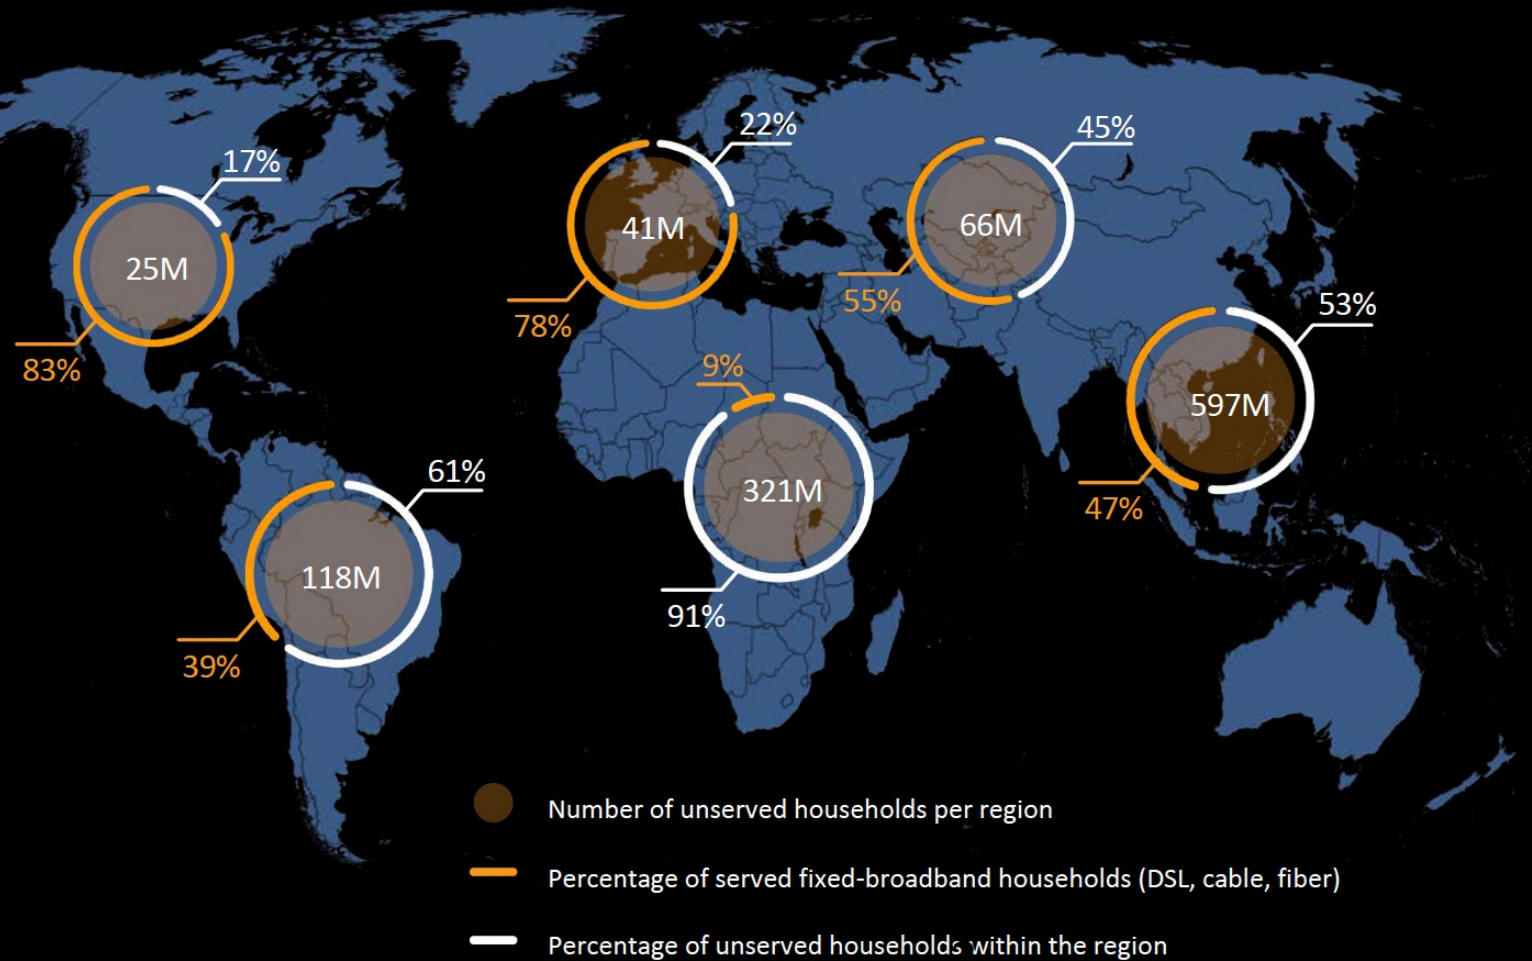 22%
45%
17%
41M
66M
25M
55%
53%
78%
9%
83%
597M
61%
321M
47%
118M
91%
39%
Number of unserved households per region
Percentage of served fixed-broadband households (DSL, cable, fiber)
Percentage of unserved households within the region